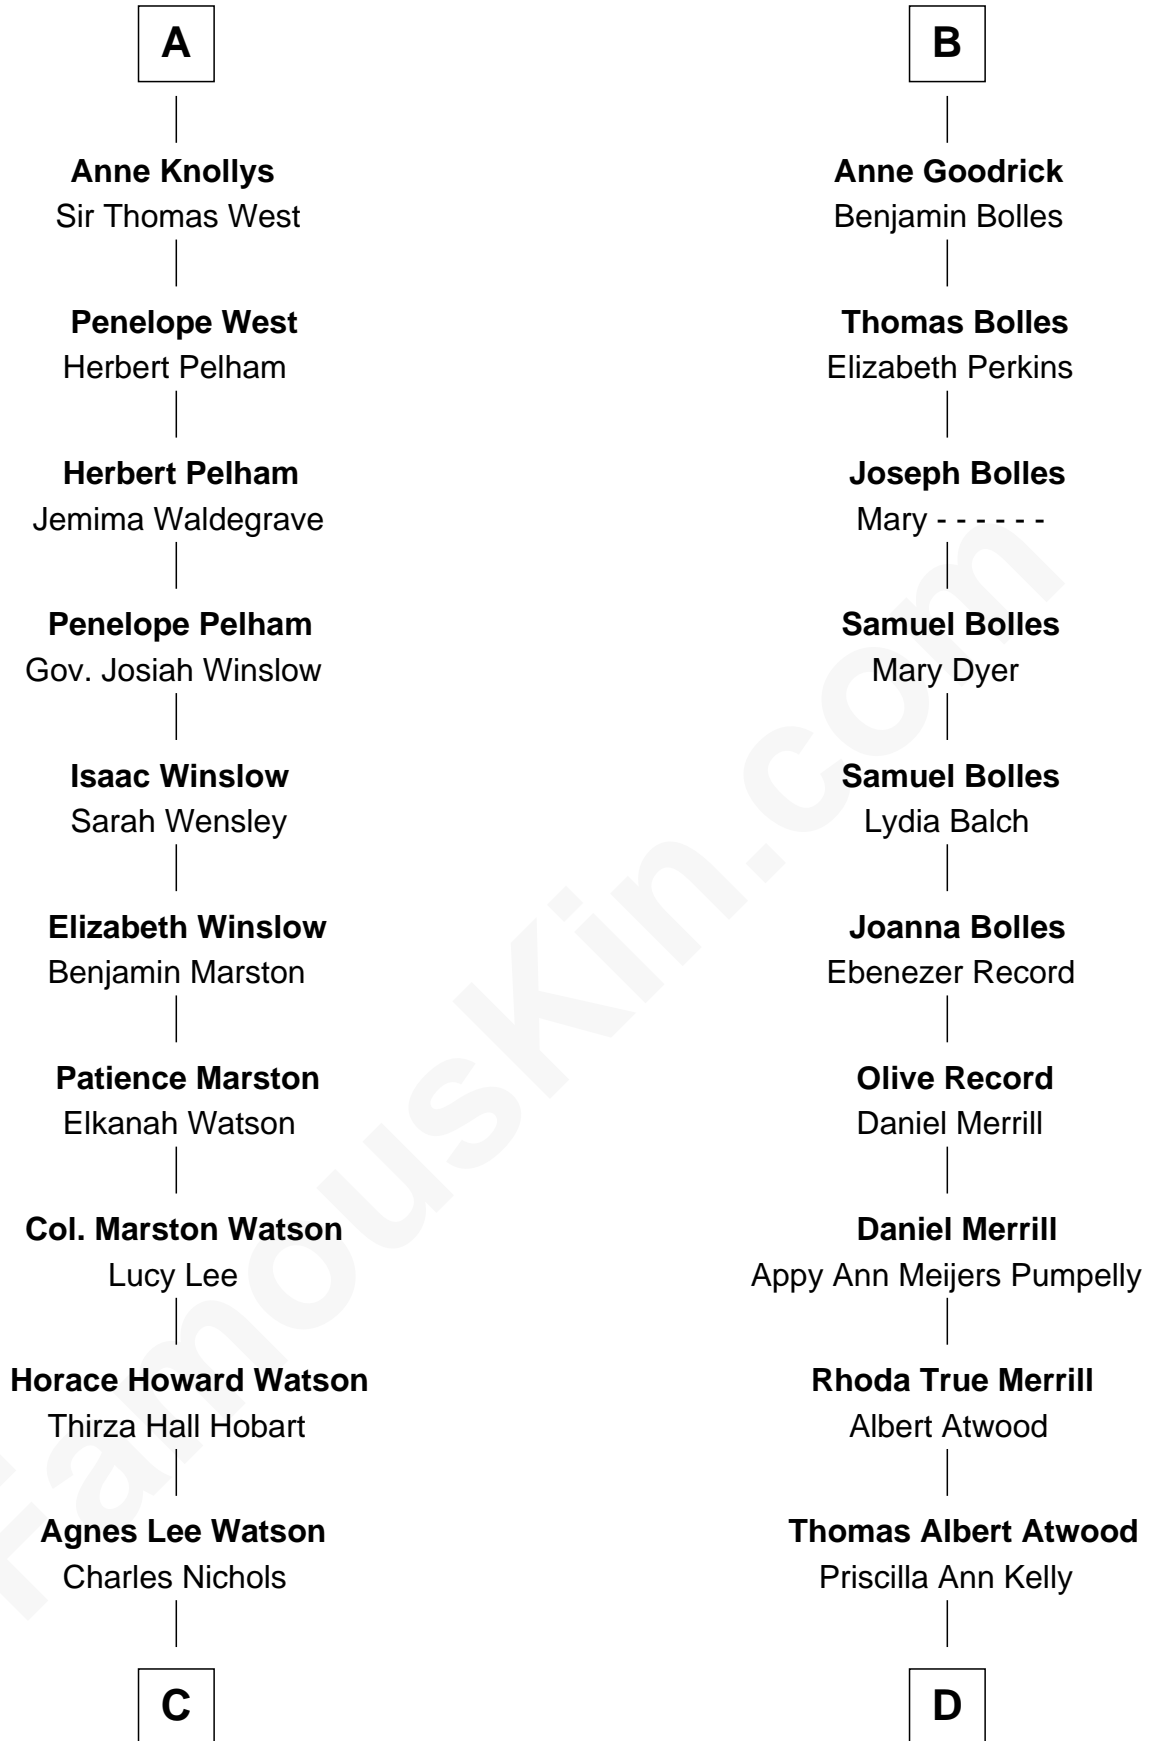 A
Anne Knollys
Sir Thomas West
Penelope West
Herbert Pelham
Herbert Pelham
Jemima Waldegrave
Penelope Pelham
Gov. Josiah Winslow
Isaac Winslow
Sarah Wensley
Elizabeth Winslow
Benjamin Marston
Patience Marston
Elkanah Watson
Col. Marston Watson
Lucy Lee
Horace Howard Watson
Thirza Hall Hobart
Agnes Lee Watson
Charles Nichols
C
B
Anne Goodrick
Benjamin Bolles
Thomas Bolles
Elizabeth Perkins
Joseph Bolles
Mary - - - - - -
Samuel Bolles
Mary Dyer
Samuel Bolles
Lydia Balch
Joanna Bolles
Ebenezer Record
Olive Record
Daniel Merrill
Daniel Merrill
Appy Ann Meijers Pumpelly
Rhoda True Merrill
Albert Atwood
Thomas Albert Atwood
Priscilla Ann Kelly
D
FamousKin.com